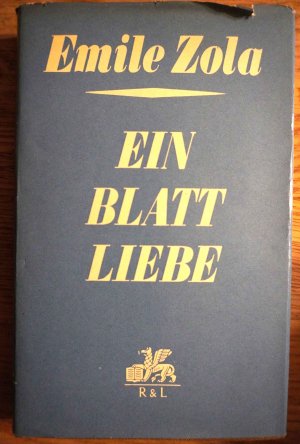 Emile Zola
EIN
BLATT
LIEBE
R & L